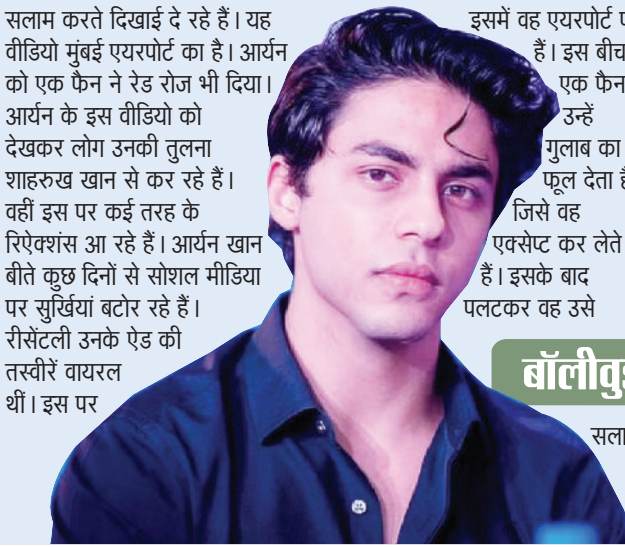 सलाम करते दिखाई दे रहे हैं। यह
वीडियो मुंबई एयरपोर्ट का है। आर्यन
को एक फैन ने रेड रोज भी दिया।
आर्यन के इस वीडियो को
देखकर लोग उनकी तुलना
शाहरुख खान से कर रहे हैं।
वहीं इस पर कई तरह के
रिऐक्शंस आ रहे हैं। आर्यन खान
बीते कुछ दिनों से सोशल मीडिया
पर सुर्खियां बटोर रहे हैं।
रीसेंटली उनके ऐड की
तस्वीरें वायरल
थीं। इस पर
इसमें वह एयरपोर्ट
हैं। इस बीच
एक फैन
उन्हें
गुलाब का
फूल देता
जिसे वह
एक्सेप्ट कर लेते
हैं। इसके बाद
पलटकर वह उसे